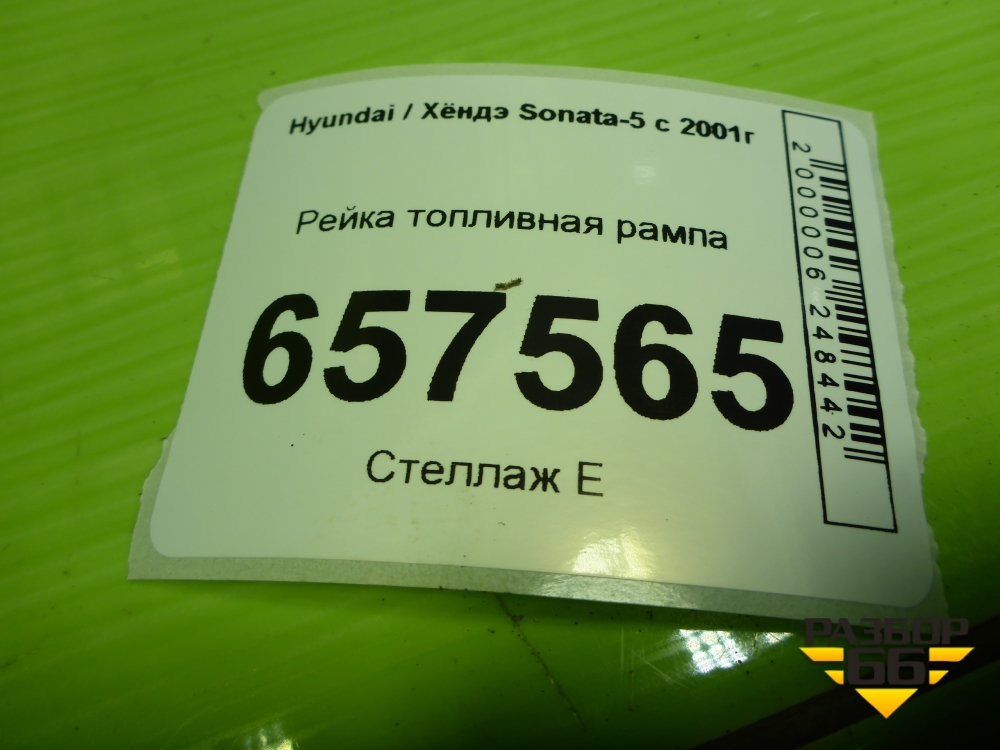 Hyundai / Хёндэ Sonata-5 с 2001г
Рейка топливная рампа
657565
Стеллаж Е
2000006248442
РАЗБОР
66